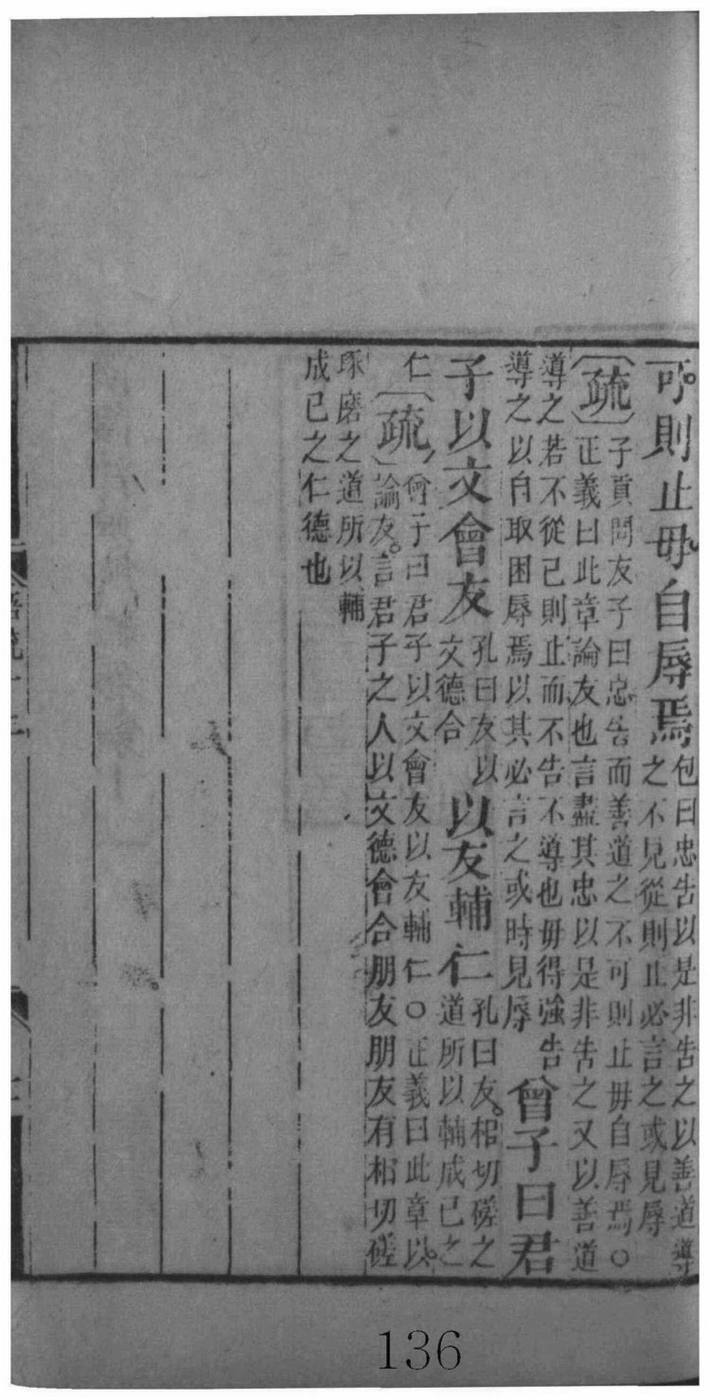 可則止毋自辱焉包曰忠告以是非告之以善道導
之不見從則止必言之或見辱
〔疏〕子貢問友子曰忠告而善道之不可則止毋自辱焉○
正義曰此章論友也言盡其忠以是非告之又以善道
導之若不從己則止而不告不導也毋得強告
導之以自取困辱焉以其必言之或時見辱 曾子曰君
子以文會友孔曰友以
文德合以友輔仁孔曰友相切磋之
道所以輔成己之
仁〔疏〕曾子曰君子以文會友以友輔仁○正義曰此章以
論友言君子之人以文德會合朋友朋友有相切磋
琢磨之道所以輔
成己之仁德也
136